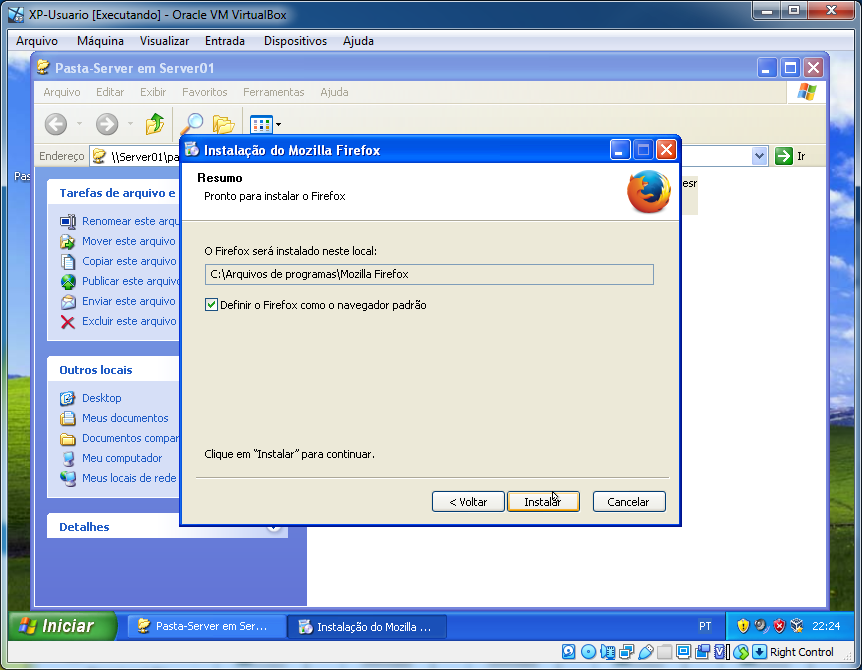 XP-Usuario [Executando] - Oracle VM VirtualBox
Arquivo Máquina Visualizar Entrada Dispositivos Ajuda
Pasta-Server em Server01
Arquivo Editar Exibir Favoritos Ferramentas Ajuda
Endereço \\Server01\pa Ir
Pas
esr
Tarefas de arquivo e
Renomear este arqu
Mover este arquivo
Copiar este arquivo
Publicar este arquivo
Enviar este arquivo
Excluir este arquivo
Outros locais
Desktop
Meus documentos
Documentos compar
Meu computador
Meus locais de rede
Detalhes
Instalação do Mozilla Firefox
Resumo
Pronto para instalar o Firefox
O Firefox será instalado neste local:
C:\Arquivos de programas\Mozilla Firefox
Definir o Firefox como o navegador padrão
Clique em “Instalar” para continuar.
< Voltar Instalar Cancelar
Iniciar Pasta-Server em Ser... Instalação do Mozilla ... PT 22:24
Right Control